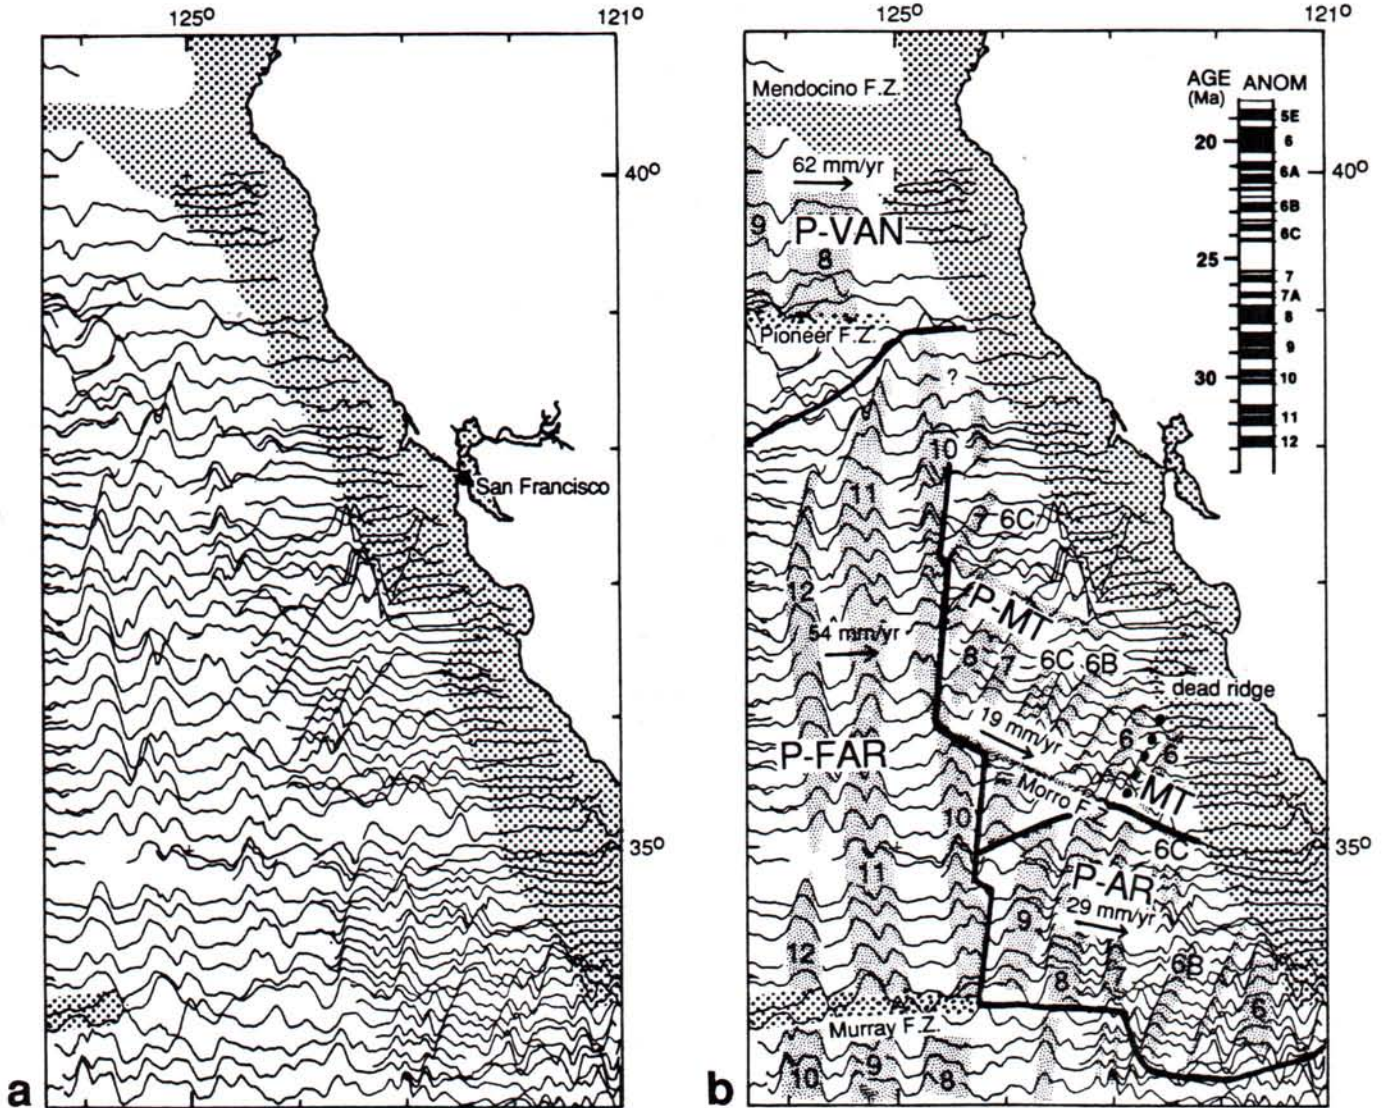 125°
121°
40°
San Francisco
35°
a
125°
121°
Mendocino F.Z.
AGE ANOM
(Ma)
5E
20
6
6A
6B
6C
25
7
7A
8
9
30
10
11
12
62 mm/yr
40°
9
P-VAN
8
Pioneer F.Z.
?
10
11
7
6C
12
P-MT
54 mm/yr
8
7
6C
6B
dead ridge
19 mm/yr
6
6
P-FAR
MT
Morro F.Z.
10
35°
6C
11
P-AR
29 mm/yr
9
12
6B
8
7
6
Murray F.Z.
10
9
8
b